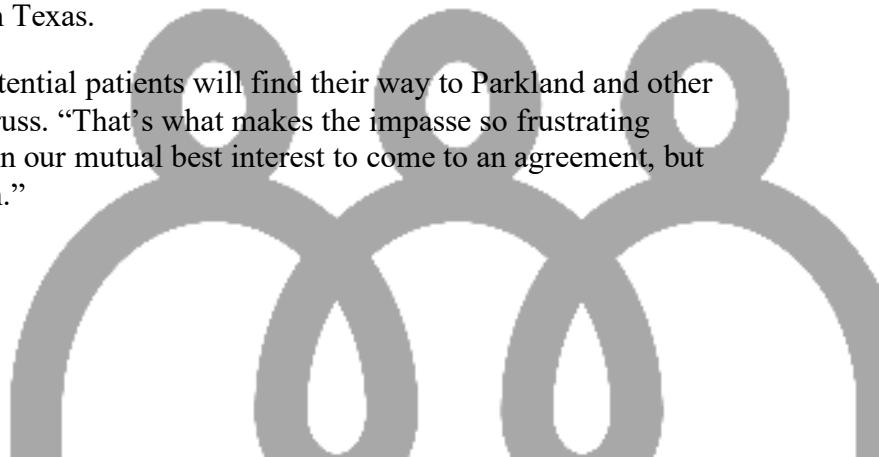 Texas.
tential patients will find their way to Parkland and other
russ. “That’s what makes the impasse so frustrating
n our mutual best interest to come to an agreement, but
.”